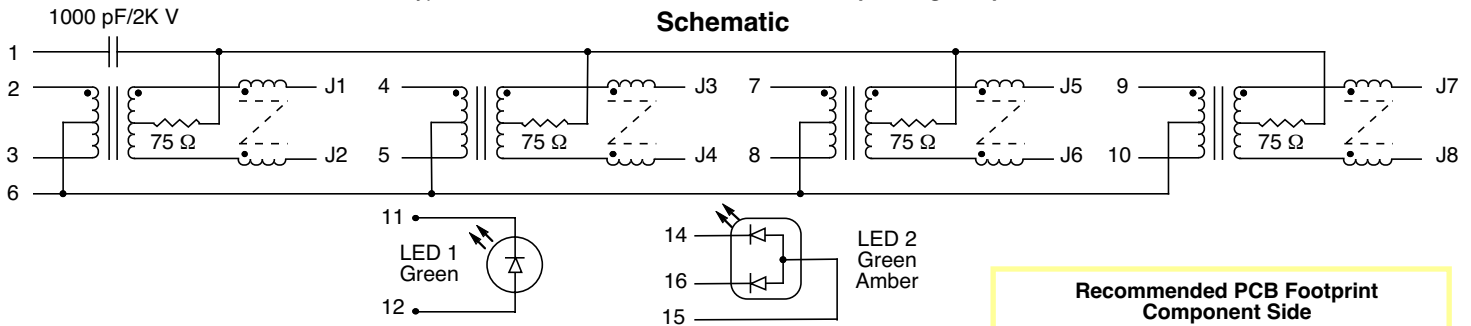 1000 pF/2K V
Schematic
1
2 J1 4 J3 7 J5 9 J7
75 Ω 75 Ω 75 Ω 75 Ω
3 J2 5 J4 8 J6 10 J8
6
11
LED 1
Green
12
14
16
15
LED 2
Green
Amber
Recommended PCB Footprint
Component Side